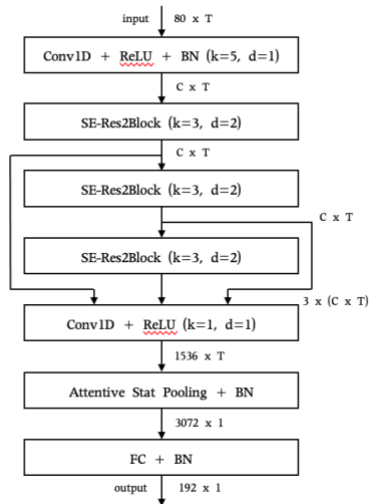 input 80 x T
Conv1D + ReLU + BN (k=5, d=1)
C x T
SE-Res2Block (k=3, d=2)
C x T
SE-Res2Block (k=3, d=2)
C x T
SE-Res2Block (k=3, d=2)
3 x (C x T)
Conv1D + ReLU (k=1, d=1)
1536 x T
Attentive Stat Pooling + BN
3072 x 1
FC + BN
output 192 x 1